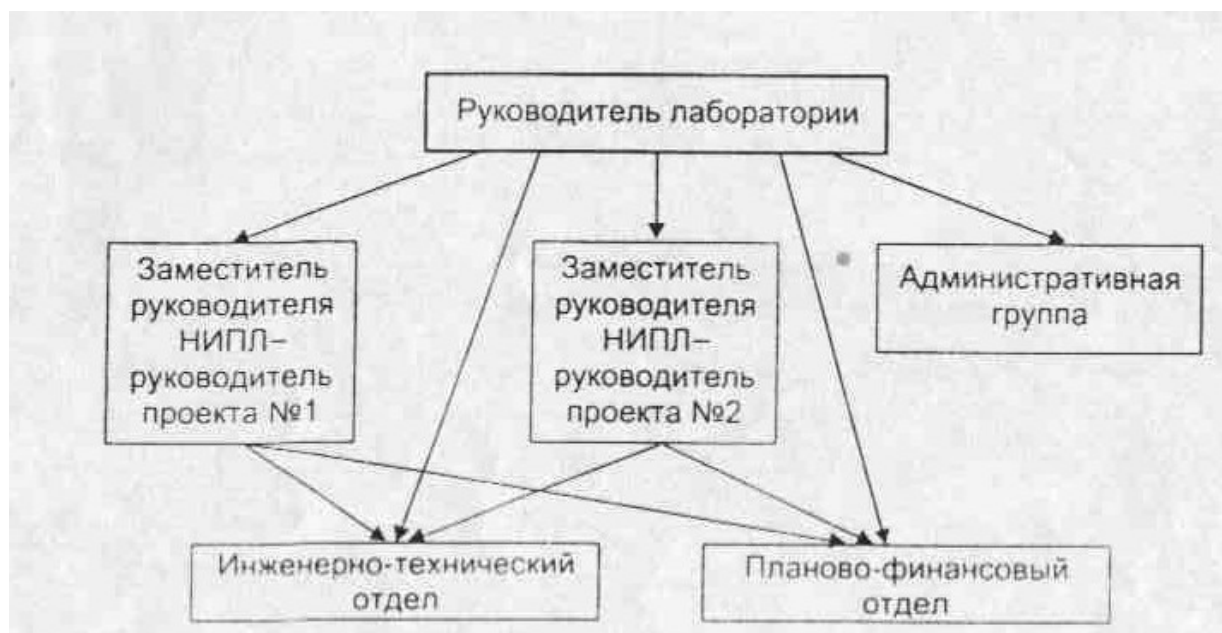 Руководитель лаборатории
Заместитель
руководителя
НИПЛ–
руководитель
проекта №1
Заместитель
руководителя
НИПЛ–
руководитель
проекта №2
Административная
группа
Инженерно-технический
отдел
Планово-финансовый
отдел